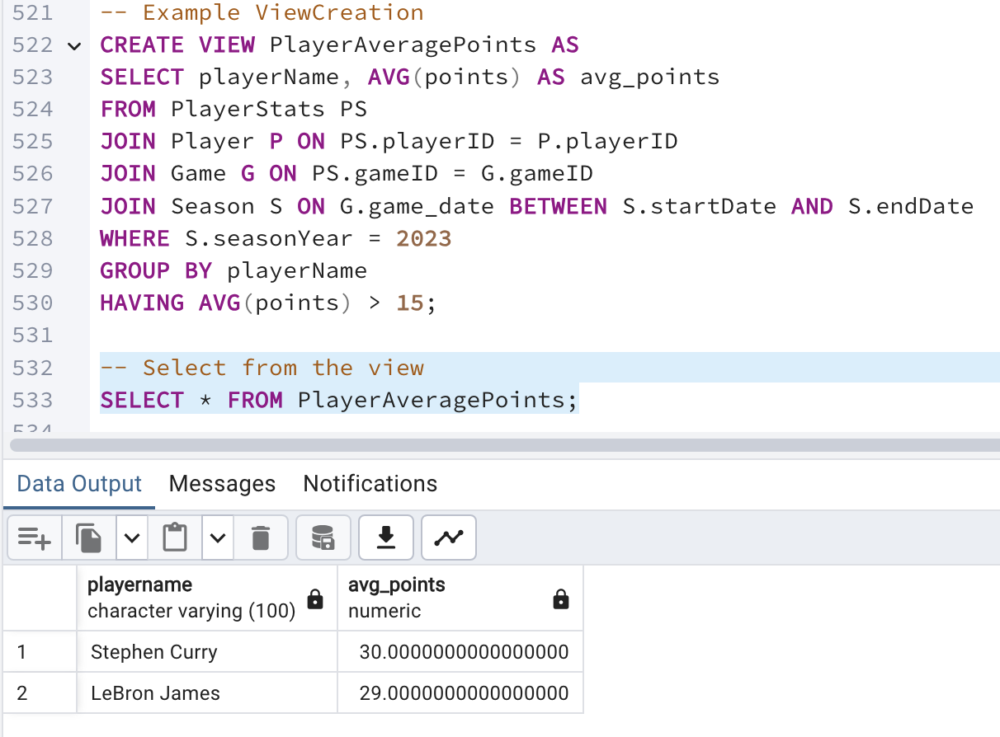 521 -- Example ViewCreation
522 CREATE VIEW PlayerAveragePoints AS
523 SELECT playerName, AVG(points) AS avg_points
524 FROM PlayerStats PS
525 JOIN Player P ON PS.playerID = P.playerID
526 JOIN Game G ON PS.gameID = G.gameID
527 JOIN Season S ON G.game_date BETWEEN S.startDate AND S.endDate
528 WHERE S.seasonYear = 2023
529 GROUP BY playerName
530 HAVING AVG(points) > 15;
531
532 -- Select from the view
533 SELECT * FROM PlayerAveragePoints;
534
Data Output Messages Notifications
playername avg_points
character varying (100) numeric
1 Stephen Curry 30.0000000000000000
2 LeBron James 29.0000000000000000